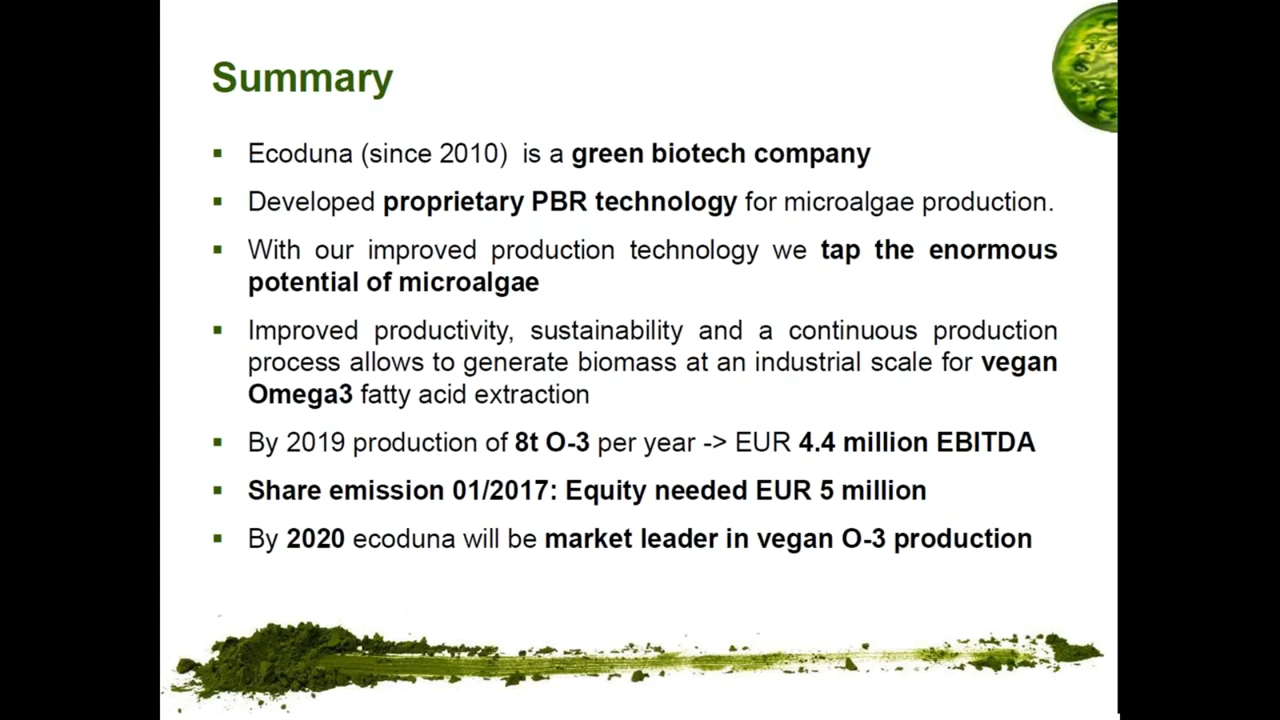 Summary
Ecoduna (since 2010) is a green biotech company
Developed proprietary PBR technology for microalgae production.
With our improved production technology we tap the enormous
potential of microalgae
Improved productivity, sustainability and a continuous production
process allows to generate biomass at an industrial scale for vegan
Omega3 fatty acid extraction
By 2019 production of 8t O-3 per year -> EUR 4.4 million EBITDA
Share emission 01/2017: Equity needed EUR 5 million
By 2020 ecoduna will be market leader in vegan O-3 production